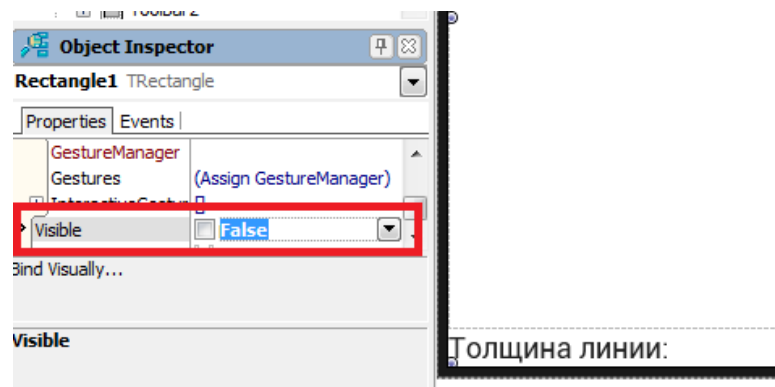 Object Inspector
Rectangle1 TRectangle
Properties Events
GestureManager
Gestures (Assign GestureManager)
Visible False
Bind Visually...
Visible
Толщина линии: